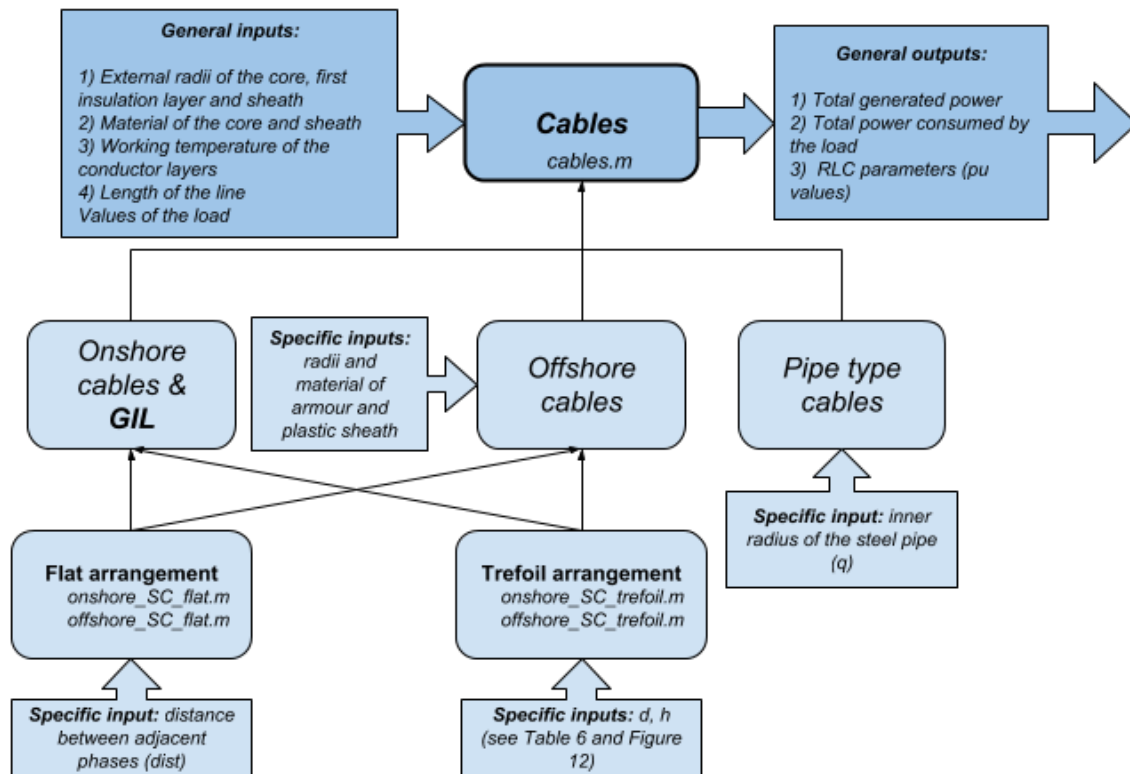 General inputs:
1) External radii of the core, first
insulation layer and sheath
2) Material of the core and sheath
3) Working temperature of the
conductor layers
4) Length of the line
Values of the load
Cables
cables.m
General outputs:
1) Total generated power
2) Total power consumed by
the load
3) RLC parameters (pu
values)
Onshore
cables &
GIL
Specific inputs:
radii and
material of
armour and
plastic sheath
Offshore
cables
Pipe type
cables
Specific input: inner
radius of the steel pipe
(q)
Flat arrangement
onshore_SC_flat.m
offshore_SC_flat.m
Trefoil arrangement
onshore_SC_trefoil.m
offshore_SC_trefoil.m
Specific input: distance
between adjacent
phases (dist)
Specific inputs: d, h
(see Table 6 and Figure
12)